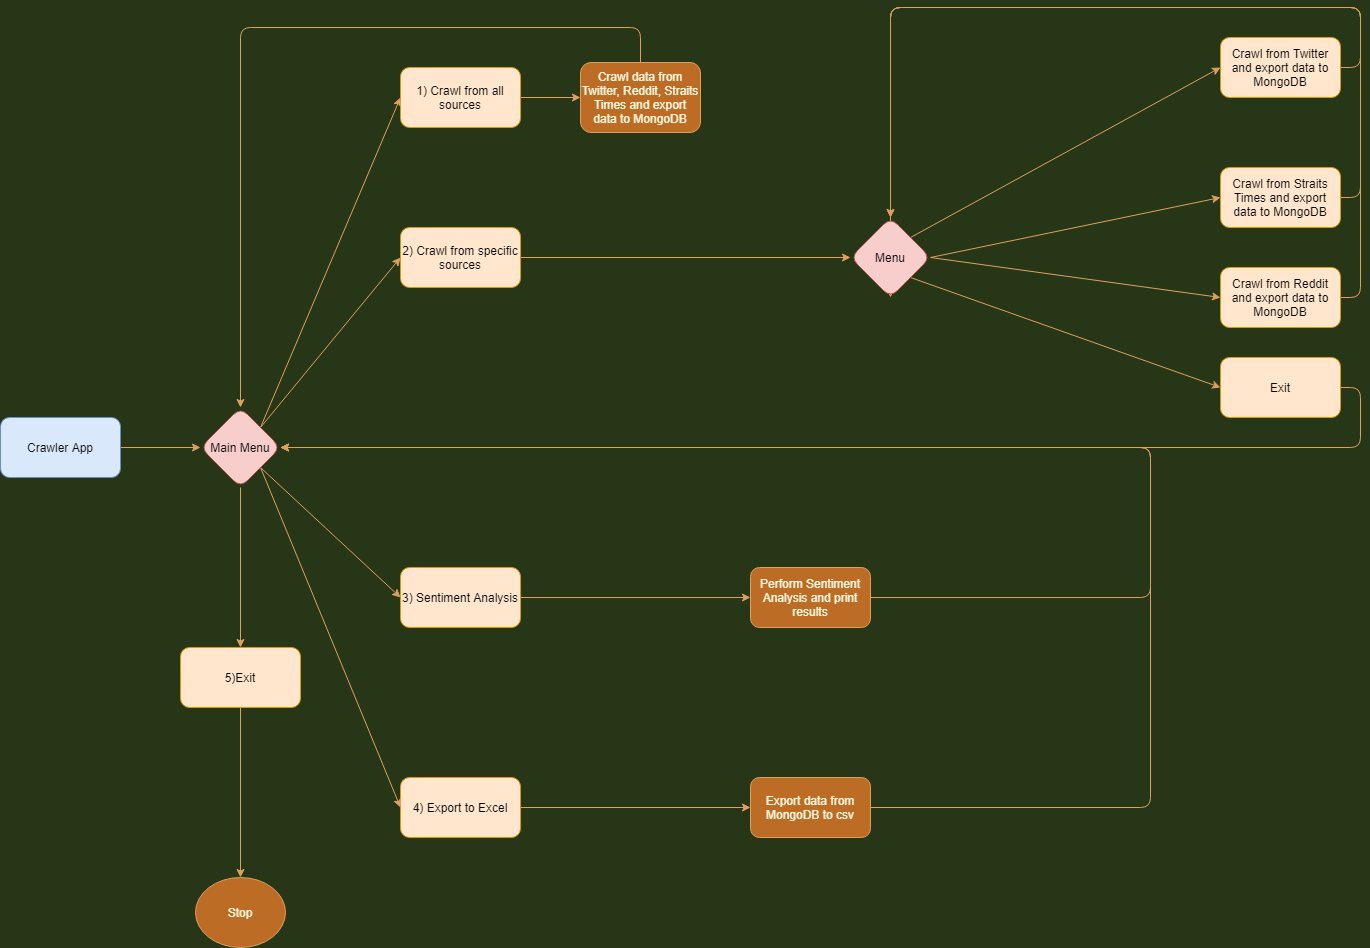 1) Crawl from all
sources
Crawl data from
Twitter, Reddit, Straits
Times and export
data to MongoDB
Crawl from Twitter
and export data to
MongoDB
Crawl from Straits
Times and export
data to MongoDB
2) Crawl from specific
sources
Menu
Crawl from Reddit
and export data to
MongoDB
Exit
Crawler App
Main Menu
3) Sentiment Analysis
Perform Sentiment
Analysis and print
results
5)Exit
4) Export to Excel
Export data from
MongoDB to csv
Stop